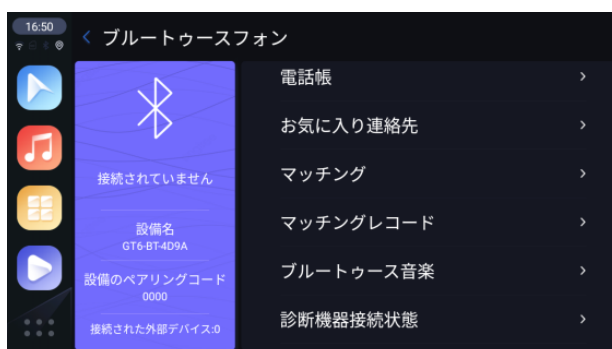 16:50
ブルートゥースフォン
接続されていません
設備名
GT6-BT-4D9A
設備のペアリングコード
0000
接続された外部デバイス:0
電話帳
お気に入り連絡先
マッチング
マッチングレコード
ブルートゥース音楽
診断機器接続状態